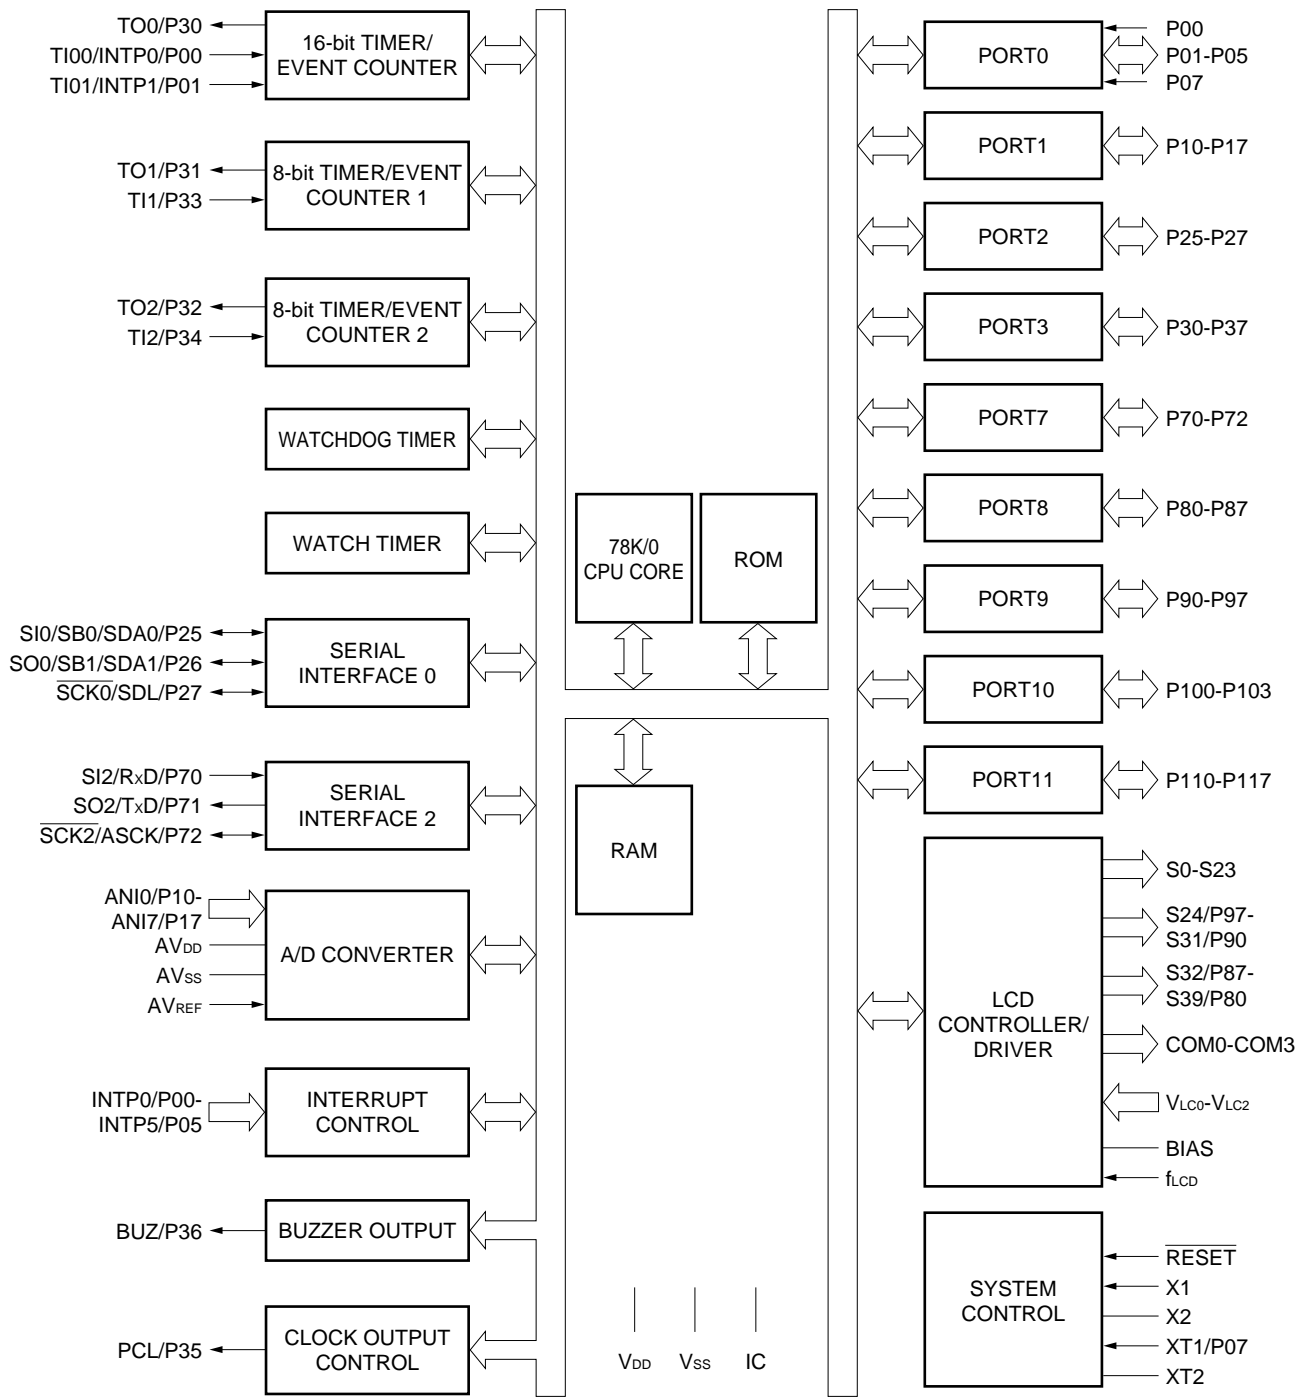 TO0/P30
TI00/INTP0/P00
TI01/INTP1/P01
16-bit TIMER/
EVENT COUNTER
TO1/P31
TI1/P33
8-bit TIMER/EVENT
COUNTER 1
TO2/P32
TI2/P34
8-bit TIMER/EVENT
COUNTER 2
WATCHDOG TIMER
WATCH TIMER
SI0/SB0/SDA0/P25
SO0/SB1/SDA1/P26
SCK0/SDL/P27
SERIAL
INTERFACE 0
SI2/RxD/P70
SO2/TxD/P71
SCK2/ASCK/P72
SERIAL
INTERFACE 2
ANI0/P10-
ANI7/P17
AVDD
AVSS
AVREF
A/D CONVERTER
INTP0/P00-
INTP5/P05
INTERRUPT
CONTROL
BUZ/P36
BUZZER OUTPUT
PCL/P35
CLOCK OUTPUT
CONTROL
78K/0
CPU CORE
ROM
RAM
VDD
VSS
IC
PORT0
P00
P01-P05
P07
PORT1
P10-P17
PORT2
P25-P27
PORT3
P30-P37
PORT7
P70-P72
PORT8
P80-P87
PORT9
P90-P97
PORT10
P100-P103
PORT11
P110-P117
LCD
CONTROLLER/
DRIVER
S0-S23
S24/P97-
S31/P90
S32/P87-
S39/P80
COM0-COM3
VLC0-VLC2
BIAS
fLCD
SYSTEM
CONTROL
RESET
X1
X2
XT1/P07
XT2